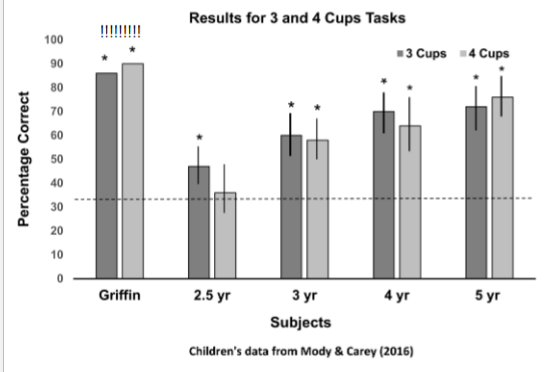 Results for 3 and 4 Cups Tasks
!!!!!!!!!
3 Cups 4 Cups
Percentage Correct
100
90
80
70
60
50
40
30
20
10
0
* * * * * * * * *
Griffin 2.5 yr 3 yr 4 yr 5 yr
Subjects
Children's data from Mody & Carey (2016)